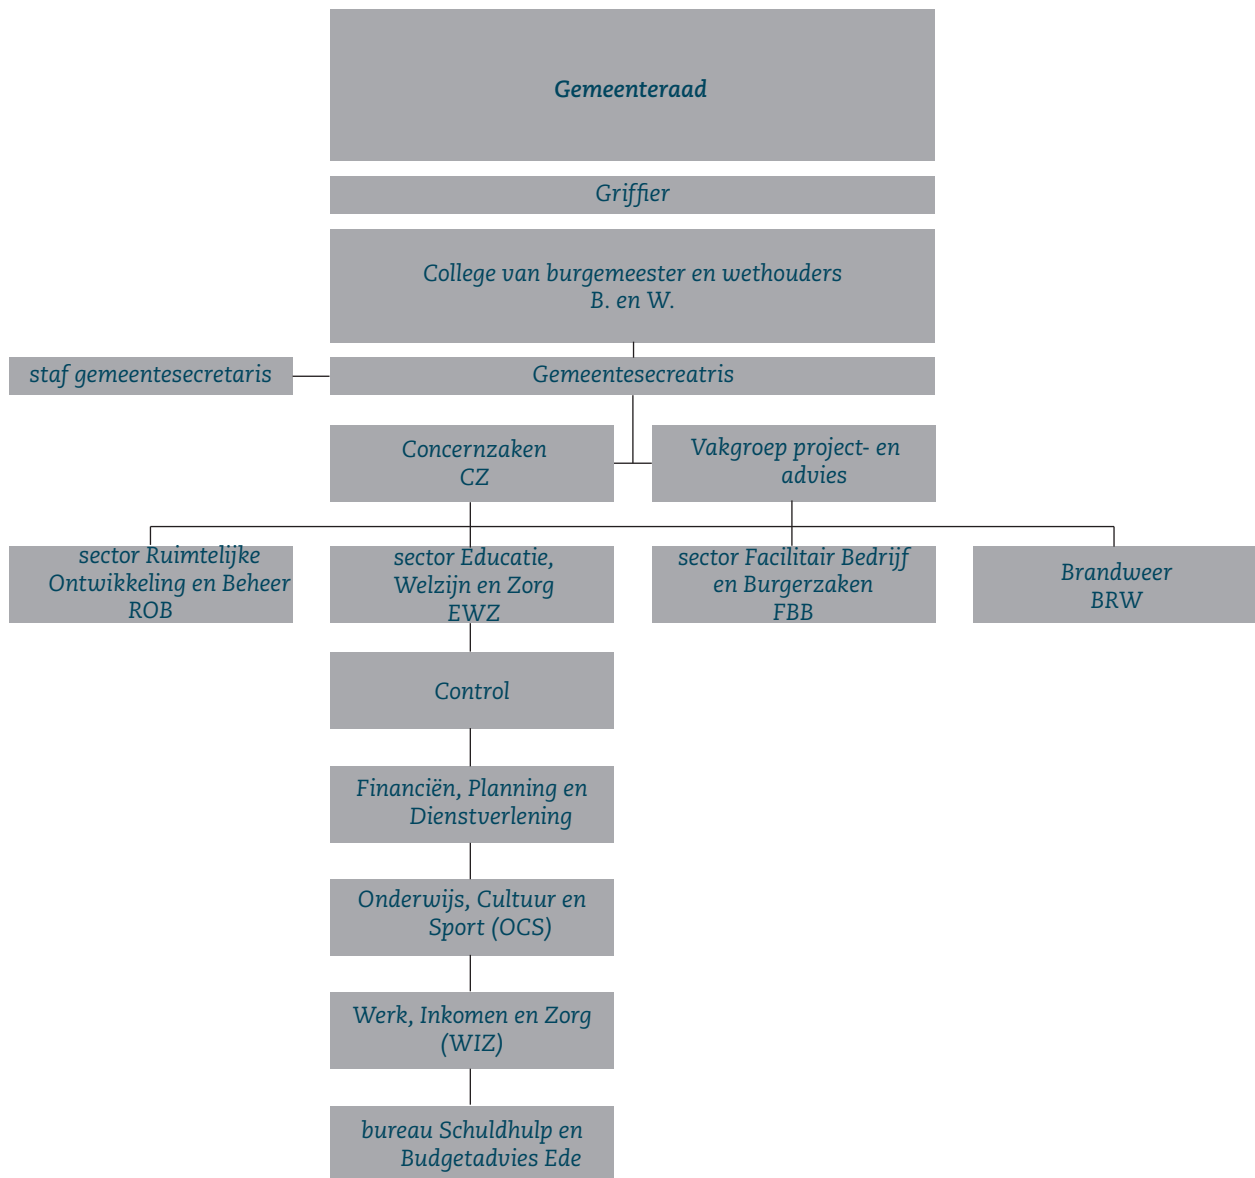 Gemeenteraad
Griffier
College van burgemeester en wethouders
B. en W.
staf gemeentesecretaris
Gemeentesecreatris
Concernzaken
CZ
Vakgroep project- en
advies
sector Ruimtelijke
Ontwikkeling en Beheer
ROB
sector Educatie,
Welzijn en Zorg
EWZ
sector Facilitair Bedrijf
en Burgerzaken
FBB
Brandweer
BRW
Control
Financiën, Planning en
Dienstverlening
Onderwijs, Cultuur en
Sport (OCS)
Werk, Inkomen en Zorg
(WIZ)
bureau Schuldhulp en
Budgetadvies Ede